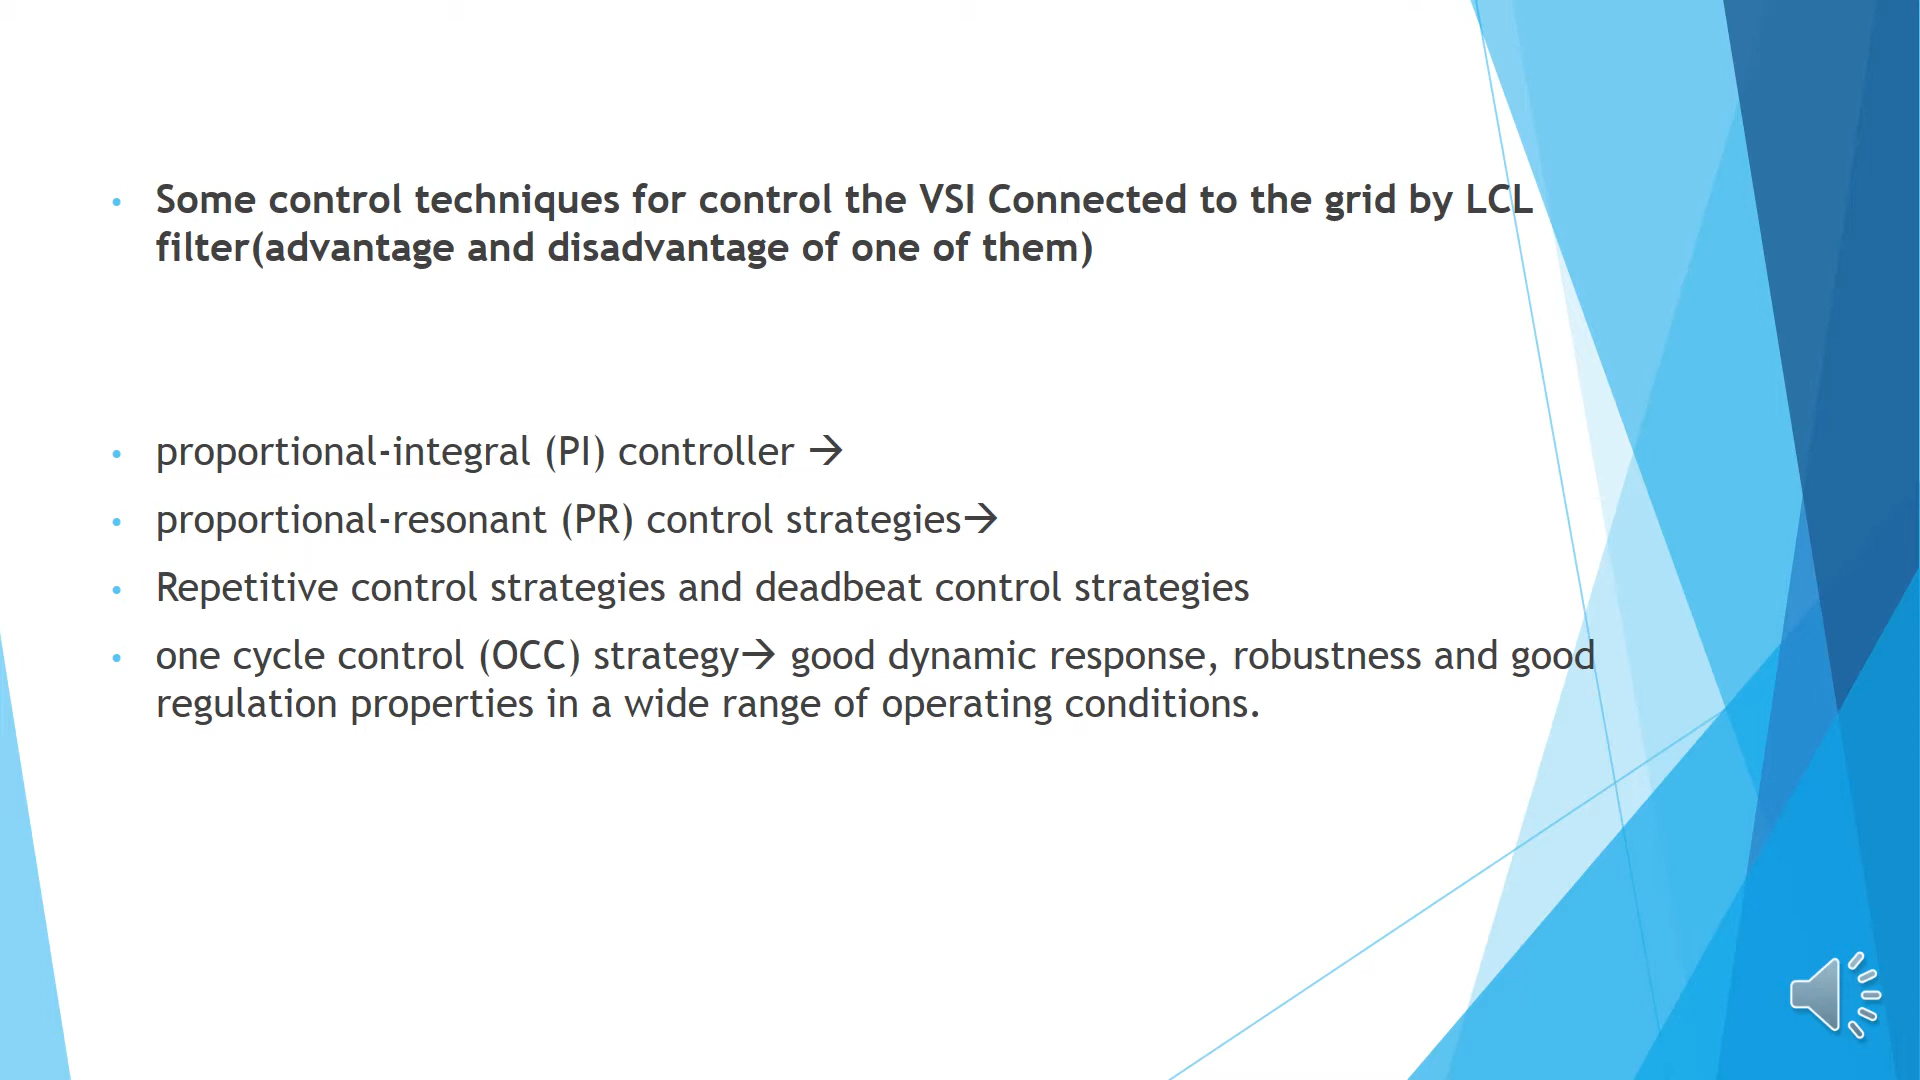 • Some control techniques for control the VSI Connected to the grid by LCL
filter(advantage and disadvantage of one of them)
• proportional-integral (PI) controller →
• proportional-resonant (PR) control strategies→
• Repetitive control strategies and deadbeat control strategies
• one cycle control (OCC) strategy→ good dynamic response, robustness and good
regulation properties in a wide range of operating conditions.